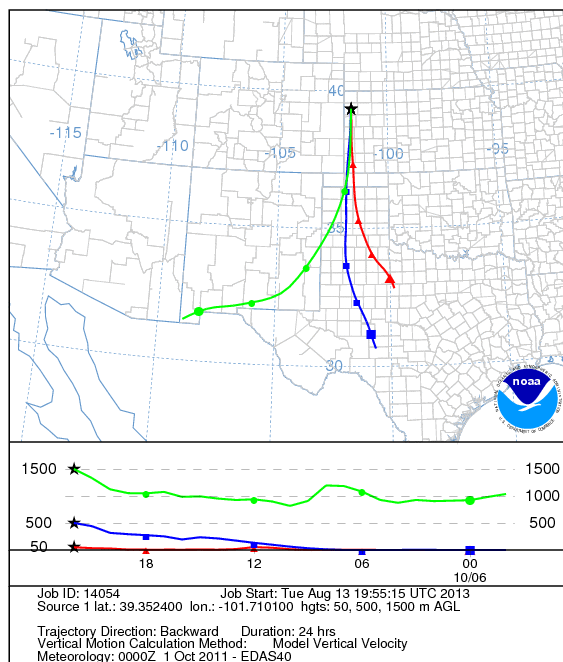 40
-115
-110
-105
-100
-95
35
30
noaa
1500 1500
1000
500 500
50
18 12 06 00
10/06
Job ID: 14054 Job Start: Tue Aug 13 19:55:15 UTC 2013
Source 1 lat.: 39.352400 lon.: -101.710100 hgts: 50, 500, 1500 m AGL
Trajectory Direction: Backward Duration: 24 hrs
Vertical Motion Calculation Method: Model Vertical Velocity
Meteorology: 0000Z 1 Oct 2011 - EDAS40